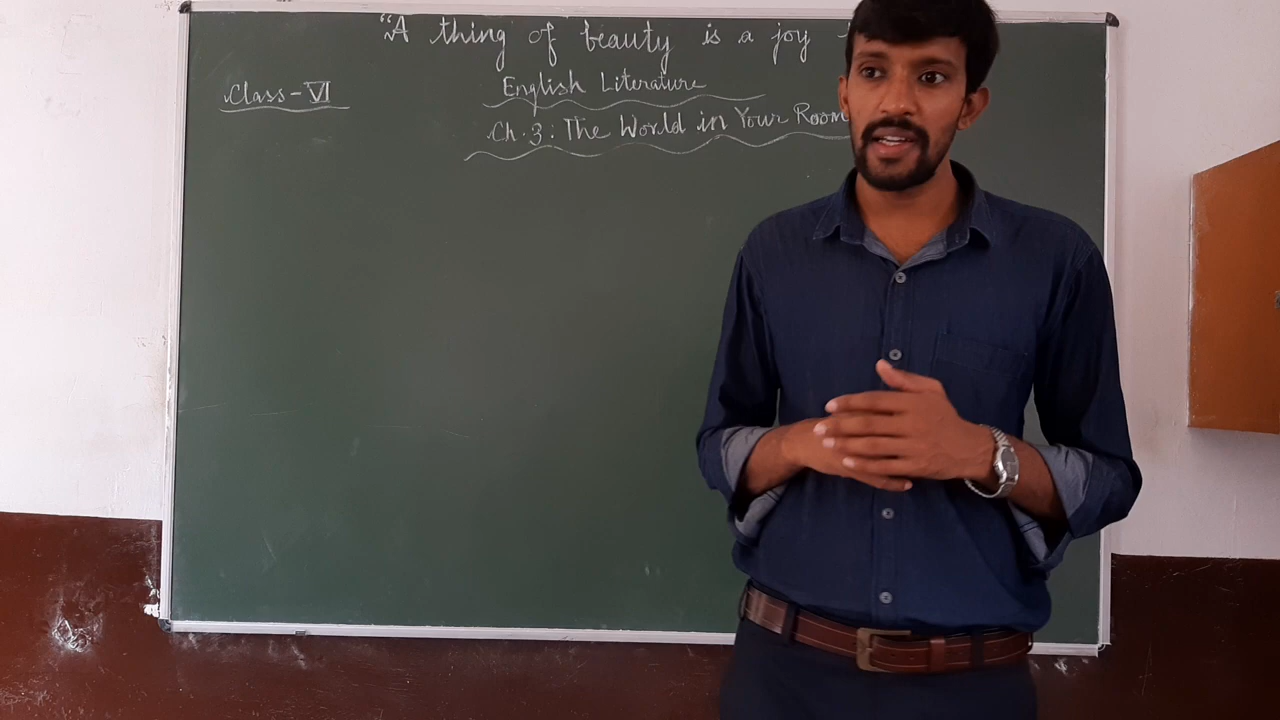 “A thing of beauty is a joy
Class-VI
English Literature
Ch.3: The World in Your Room